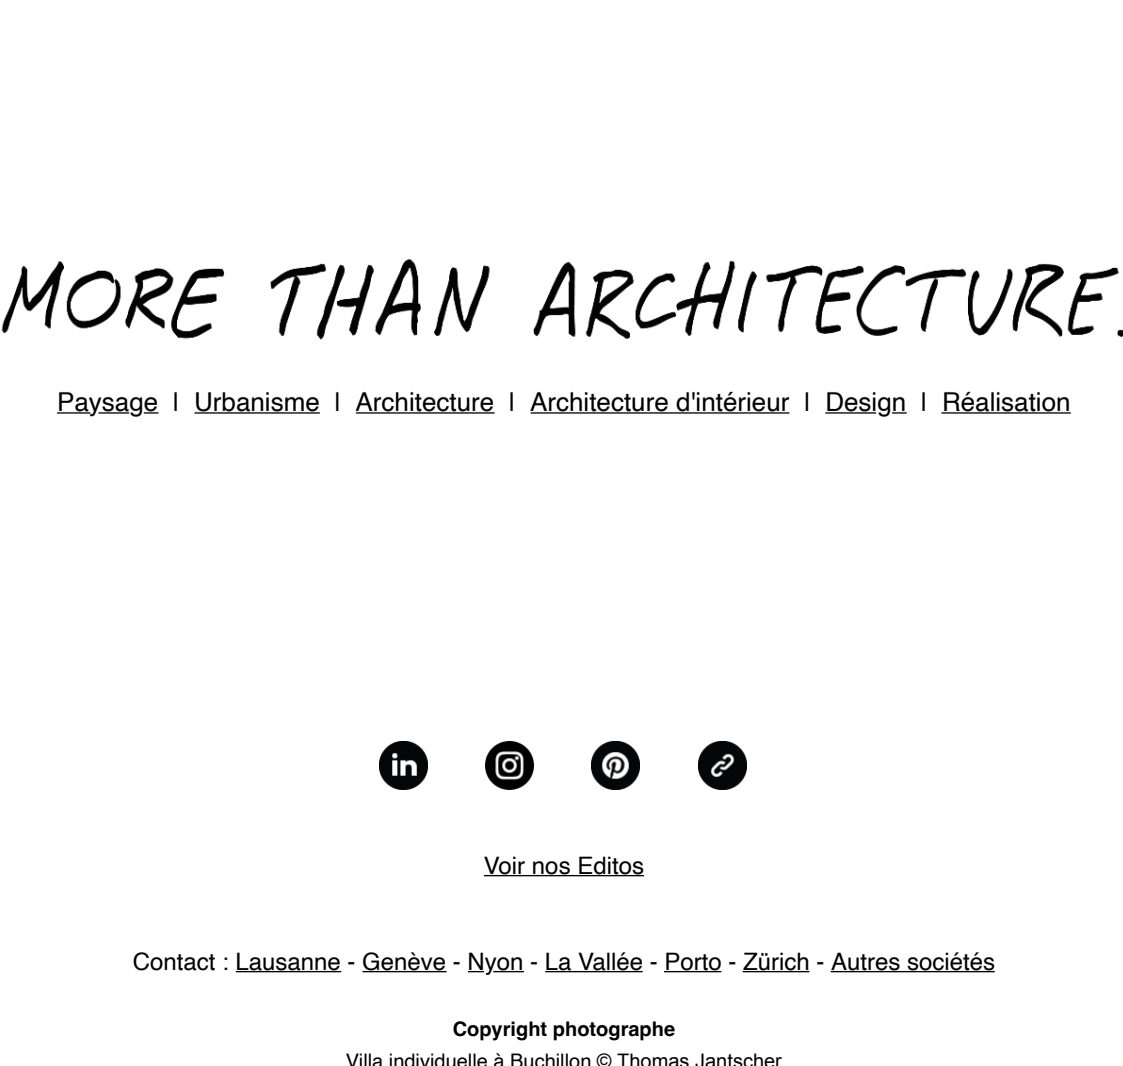 MORE THAN ARCHITECTURE.
Paysage | Urbanisme | Architecture | Architecture d'intérieur | Design | Réalisation
in
Voir nos Editos
Contact : Lausanne - Genève - Nyon - La Vallée - Porto - Zürich - Autres sociétés
Copyright photographe
Villa individuelle à Buchillon © Thomas Jantscher